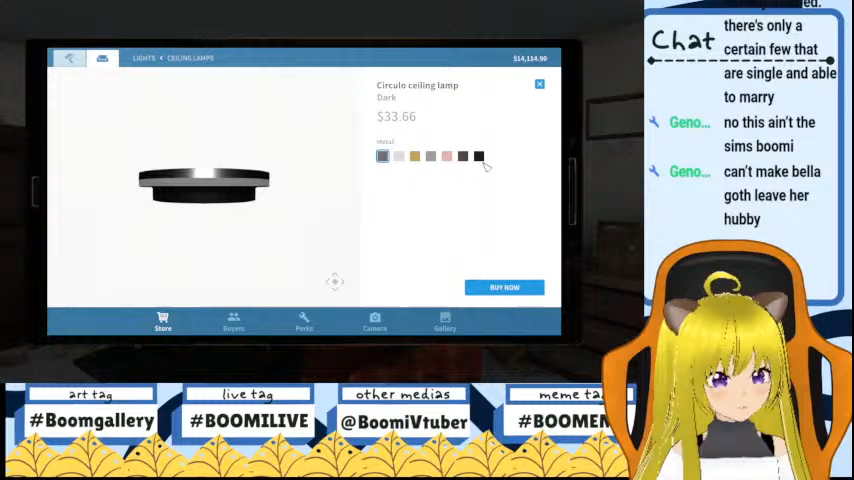 LIGHTS < CEILING LAMPS
$14,114.90
Circulo ceiling lamp
Dark
$33.66
Metal:
BUY NOW
Store
Buyers
Perks
Camera
Gallery
Chat
there's only a
certain few that
are single and able
to marry
Geno...
no this ain't the
sims boomi
Geno...
can't make bella
goth leave her
hubby
art tag
#Boomgallery
live tag
#BOOMILIVE
other medias
@BoomiVtuber
meme tag
#BOOMEM